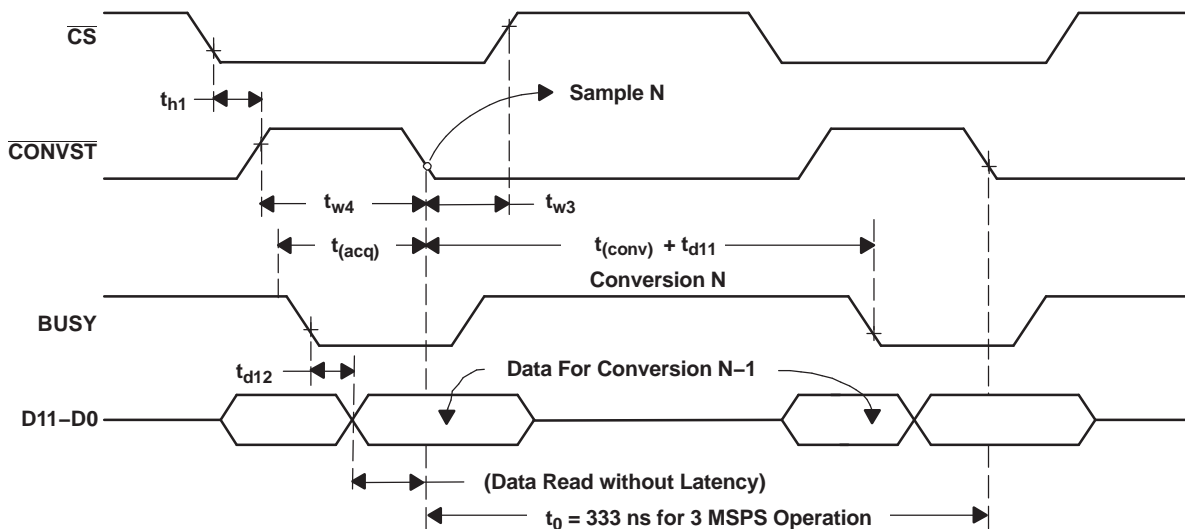 CS
t_h1
Sample N
CONVST
t_w4
t_w3
t_(acq)
t_(conv) + t_d11
Conversion N
BUSY
t_d12
Data For Conversion N–1
D11–D0
(Data Read without Latency)
t_0 = 333 ns for 3 MSPS Operation